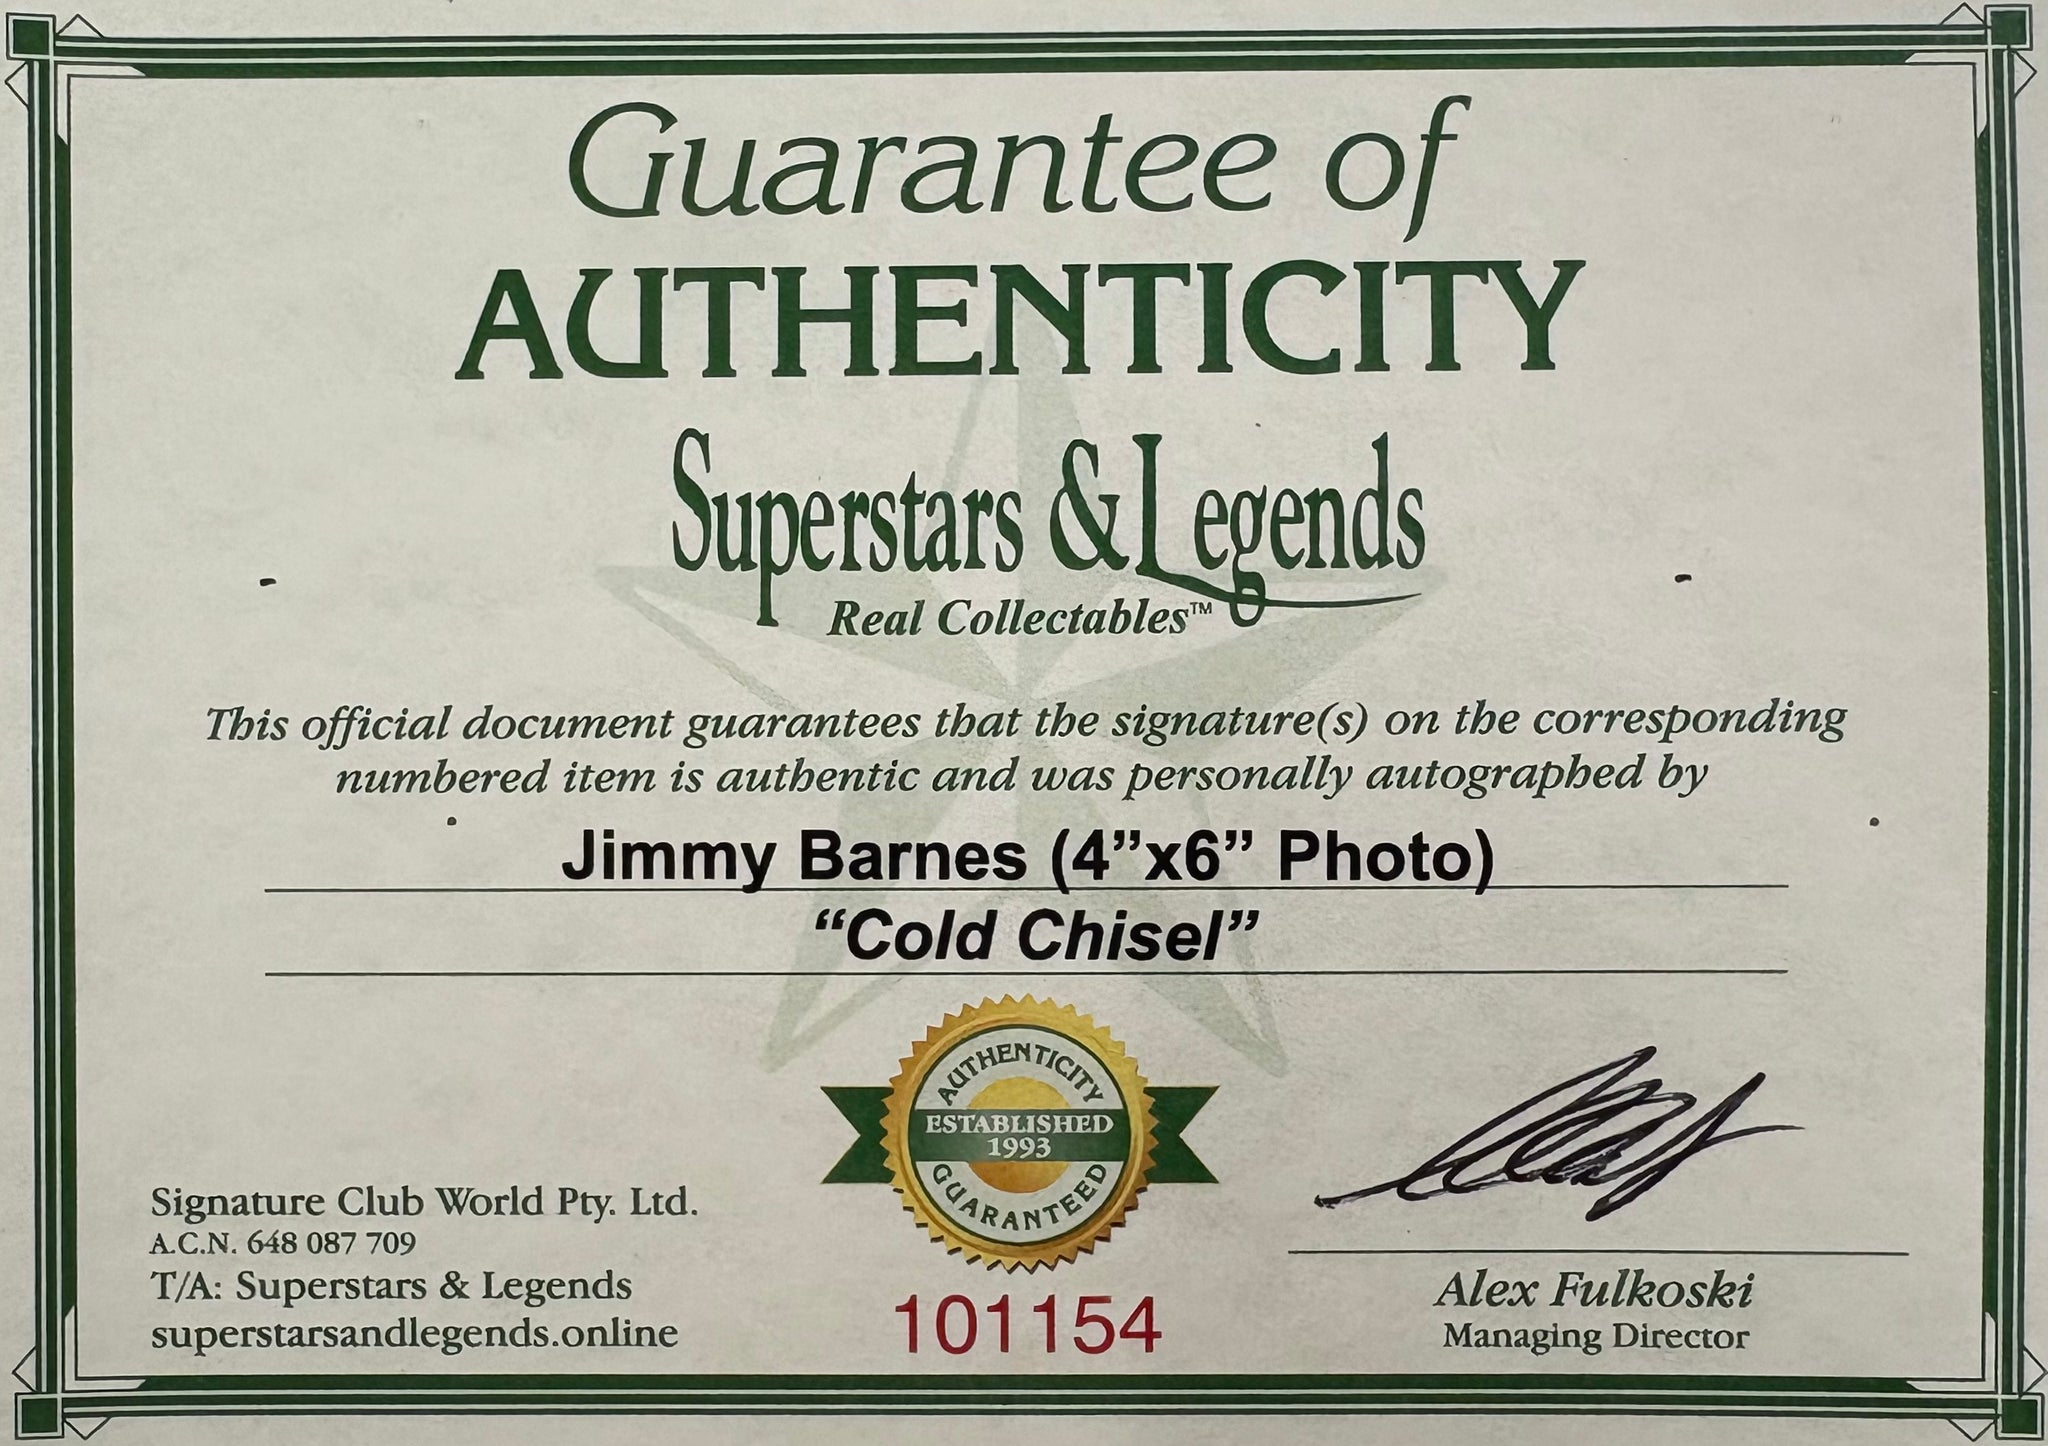 Guarantee of
AUTHENTICITY
Superstars & Legends
Real Collectables™
This official document guarantees that the signature(s) on the corresponding
numbered item is authentic and was personally autographed by
Jimmy Barnes (4”x6” Photo)
“Cold Chisel”
AUTHENTICITY
ESTABLISHED
1993
GUARANTEED
Signature Club World Pty. Ltd.
A.C.N. 648 087 709
T/A: Superstars & Legends
superstarsandlegends.online
101154
Alex Fulkoski
Managing Director